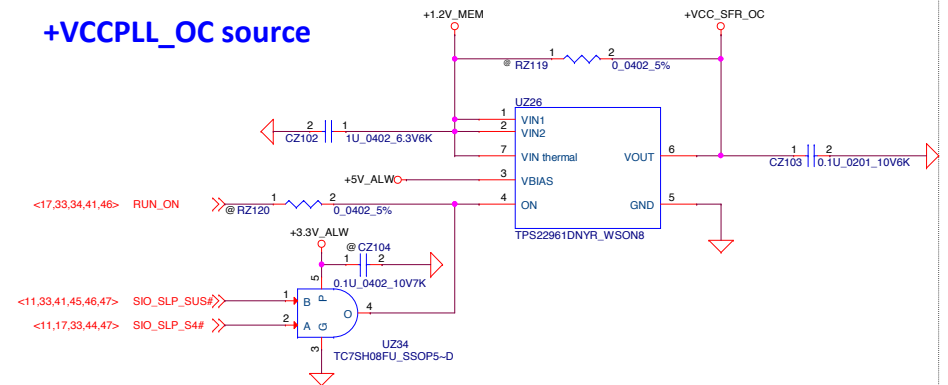 +VCCPLL_OC source
+1.2V_MEM
+VCC_SFR_OC
1 2
@ RZ119 0_0402_5%
UZ26
1 VIN1
2 VIN2
7 VIN thermal VOUT 6
3 VBIAS
4 ON GND 5
TPS22961DNYR_WSON8
2 1
CZ102 1U_0402_6.3V6K
1 2
CZ103 0.1U_0201_10V6K
+5V_ALW
<17,33,34,41,46> RUN_ON
1 2
@ RZ120 0_0402_5%
+3.3V_ALW
@ CZ104
1 2
0.1U_0402_10V7K
5
P
<11,33,41,45,46,47> SIO_SLP_SUS# 1 B
O 4
<11,17,33,44,47> SIO_SLP_S4# 2 A
G
3
UZ34
TC7SH08FU_SSOP5~D